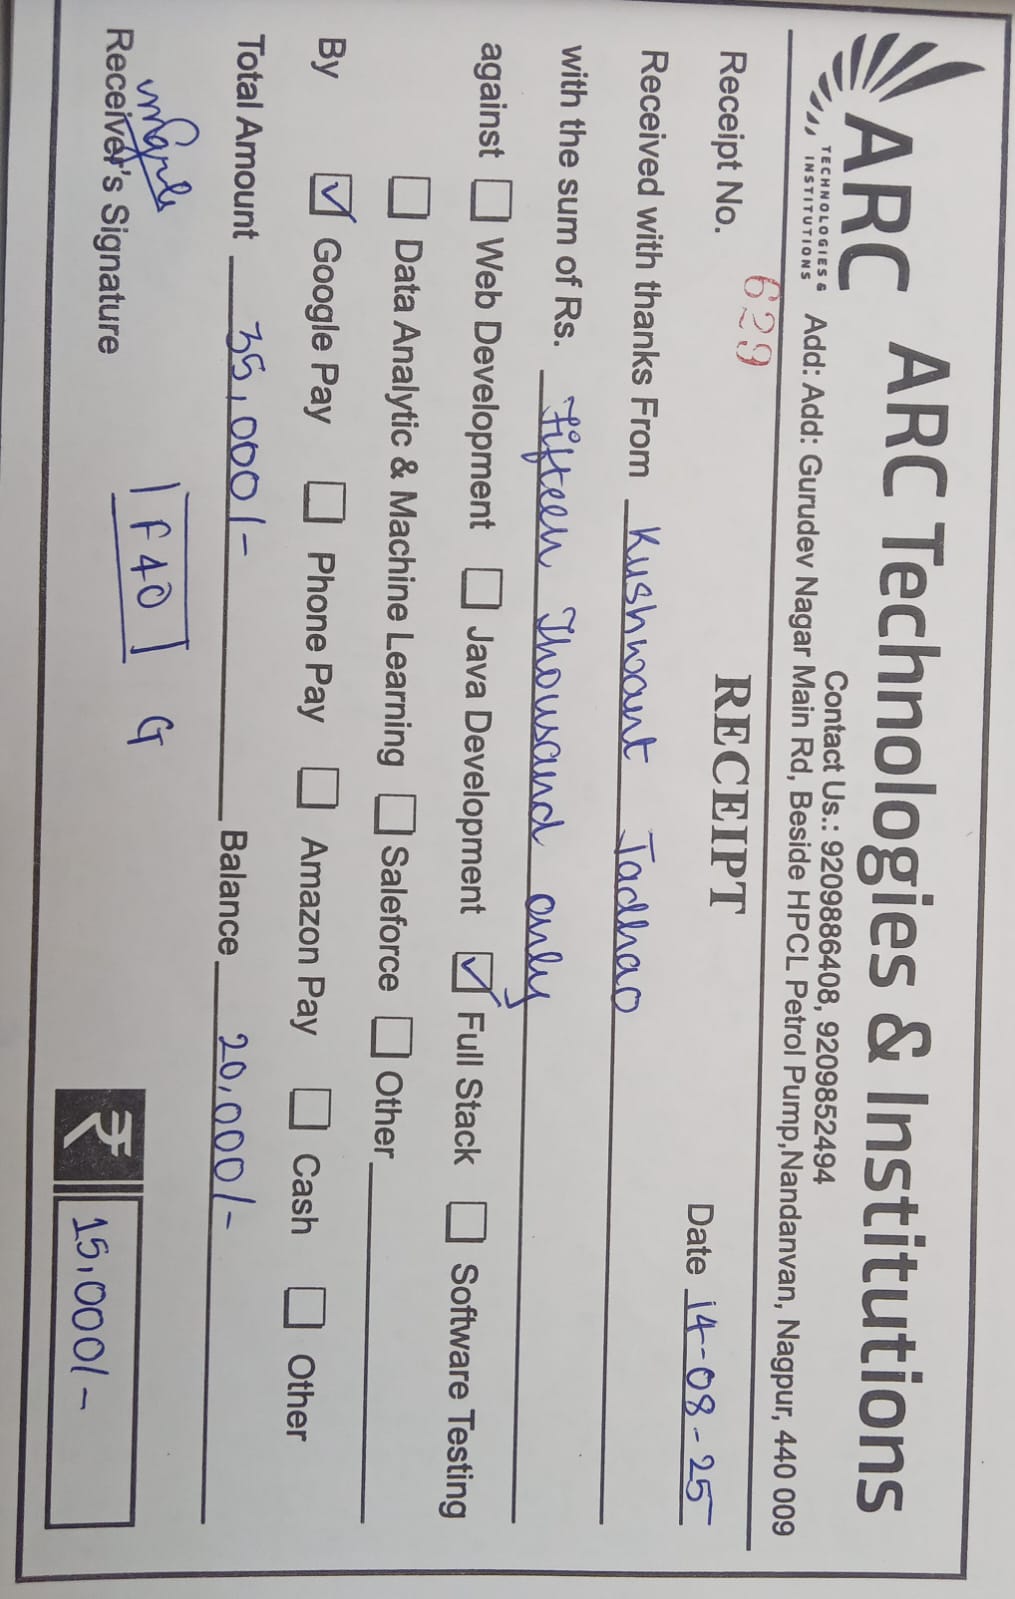 ARC
TECHNOLOGIES &
INSTITUTIONS
ARC Technologies & Institutions
Contact Us.: 9209886408, 9209852494
Add: Add: Gurudev Nagar Main Rd, Beside HPCL Petrol Pump,Nandanvan, Nagpur, 440 009
Receipt No. 629 RECEIPT Date 14-08-25
Received with thanks From Kushwant Jadhao
with the sum of Rs. Fifteen Thousand only
against ☐ Web Development ☐ Java Development ☑ Full Stack ☐ Software Testing
☐ Data Analytic & Machine Learning ☐ Saleforce ☐ Other
By ☑ Google Pay ☐ Phone Pay ☐ Amazon Pay ☐ Cash ☐ Other
Total Amount 35,000/- Balance 20,000/-
F40 G
Receiver's Signature
₹ 15,000/-